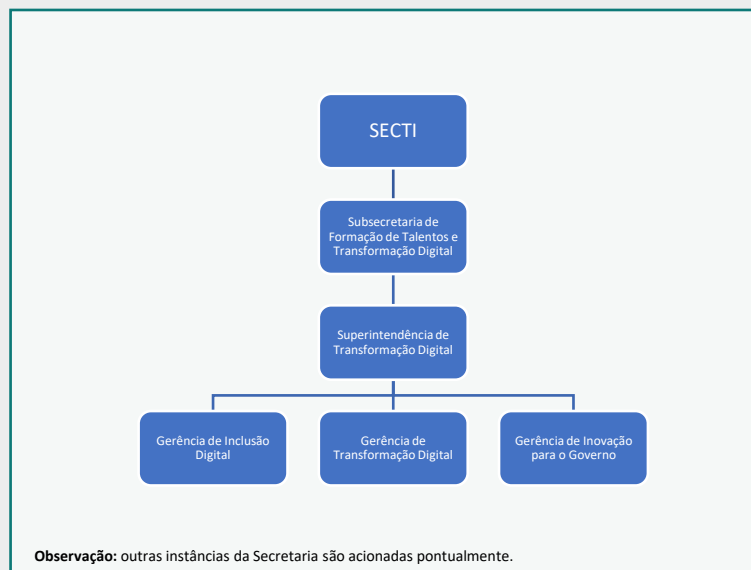 SECTI
Subsecretaria de
Formação de Talentos e
Transformação Digital
Superintendência de
Transformação Digital
Gerência de Inclusão
Digital
Gerência de
Transformação Digital
Gerência de Inovação
para o Governo
Observação: outras instâncias da Secretaria são acionadas pontualmente.